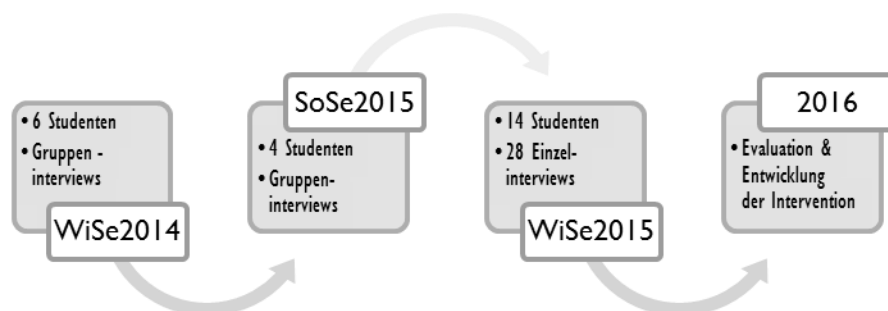 • 6 Studenten
• Gruppen -
interviews
WiSe2014
SoSe2015
• 4 Studenten
• Gruppen-
interviews
• 14 Studenten
• 28 Einzel-
interviews
WiSe2015
2016
• Evaluation &
Entwicklung
der Intervention